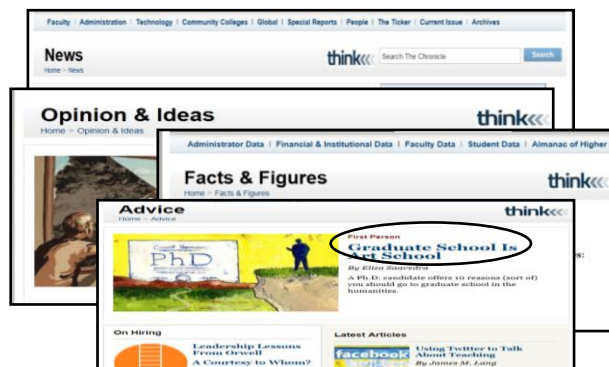 Faculty | Administration | Technology | Community Colleges | Global | Special Reports | People | The Ticker | Current Issue | Archives
News
Home > News
think
Search The Chronicle
Search
Opinion & Ideas
Home > Opinion & Ideas
think
Administrator Data | Financial & Institutional Data | Faculty Data | Student Data | Almanac of Higher
Facts & Figures
Home > Facts & Figures
think
Advice
Home > Advice
think
PhD
First Person
Graduate School Is
Art School
By Eliza Saavedra
A Ph.D. candidate offers 10 reasons (sort of)
you should go to graduate school in the
humanities.
On Hiring
Leadership Lessons
From Orwell
A Courtesy to Whom?
Latest Articles
facebook
Using Twitter to Talk
About Teaching
By James M. Lang